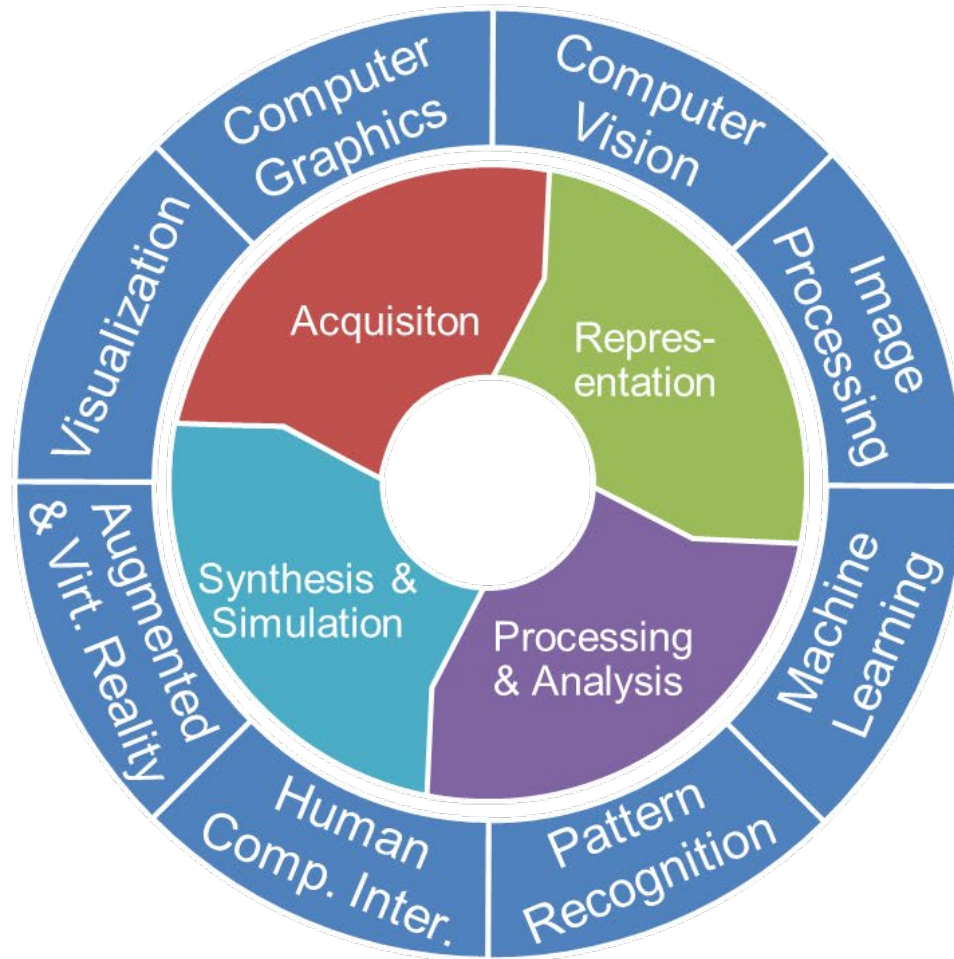 Computer
Graphics
Computer
Vision
Image
Processing
Machine
Learning
Pattern
Recognition
Human
Comp. Inter.
Augmented
& Virt. Reality
Visualization
Acquisiton
Repres-
entation
Processing
& Analysis
Synthesis &
Simulation